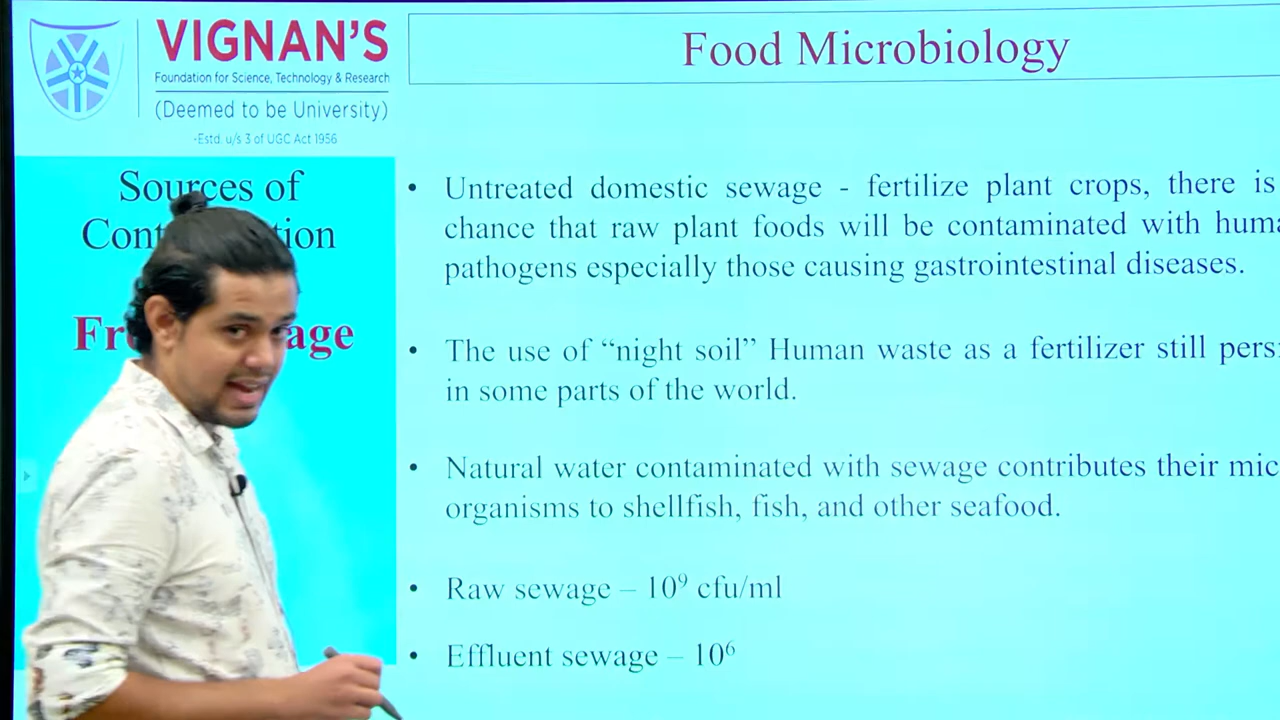 VIGNAN'S
Foundation for Science, Technology & Research
(Deemed to be University)
-Estd. u/s 3 of UGC Act 1956
Food Microbiology
Sources of
From Sewage
• Untreated domestic sewage - fertilize plant crops, there is
chance that raw plant foods will be contaminated with
pathogens especially those causing gastrointestinal diseases.
• The use of “night soil” Human waste as a fertilizer still
in some parts of the world.
• Natural water contaminated with sewage contributes their
organisms to shellfish, fish, and other seafood.
• Raw sewage – 10⁹ cfu/ml
• Effluent sewage – 10⁶